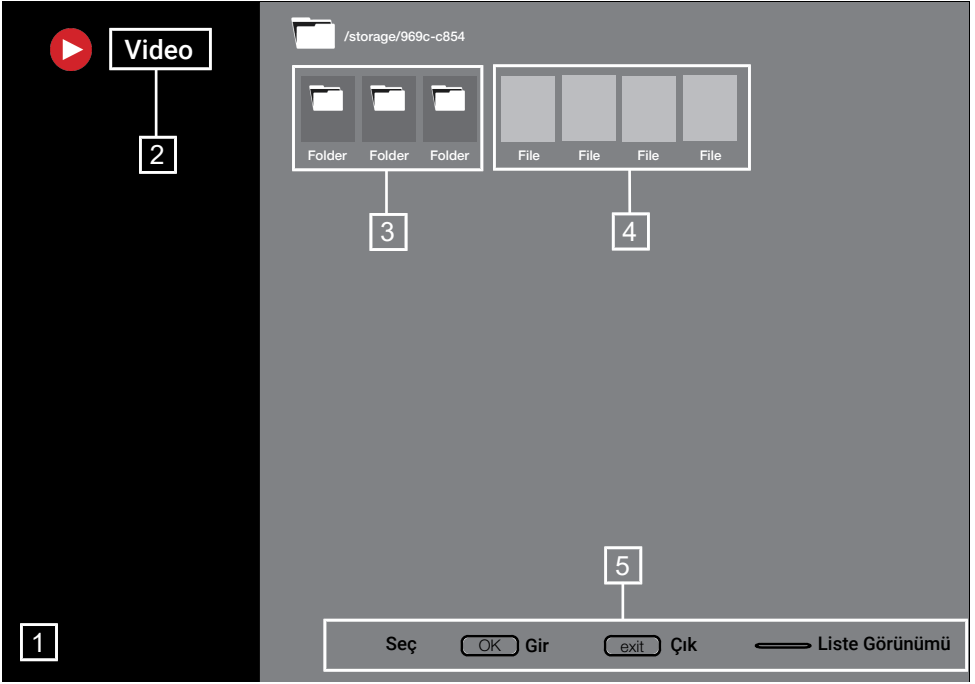 Video
/storage/969c-c854
Folder Folder Folder File File File File
2
3 4
5
1
Seç OK Gir exit Çık Liste Görünümü